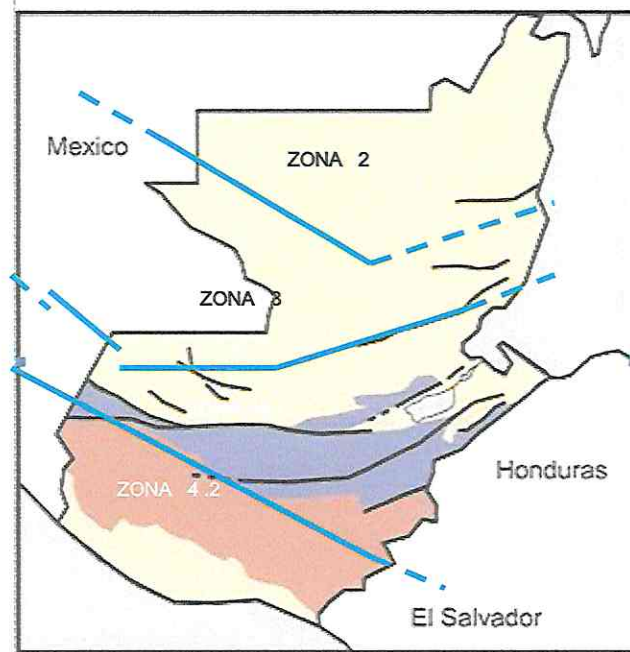 Mexico
ZONA 2
ZONA 3
ZONA 4.2
Honduras
El Salvador